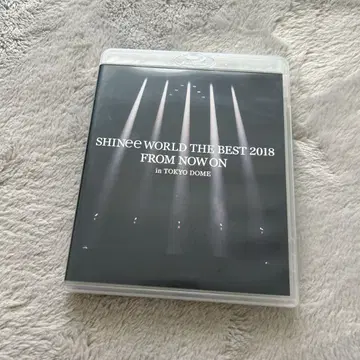 SHINee WORLD THE BEST 2018
FROM NOW ON
in TOKYO DOME